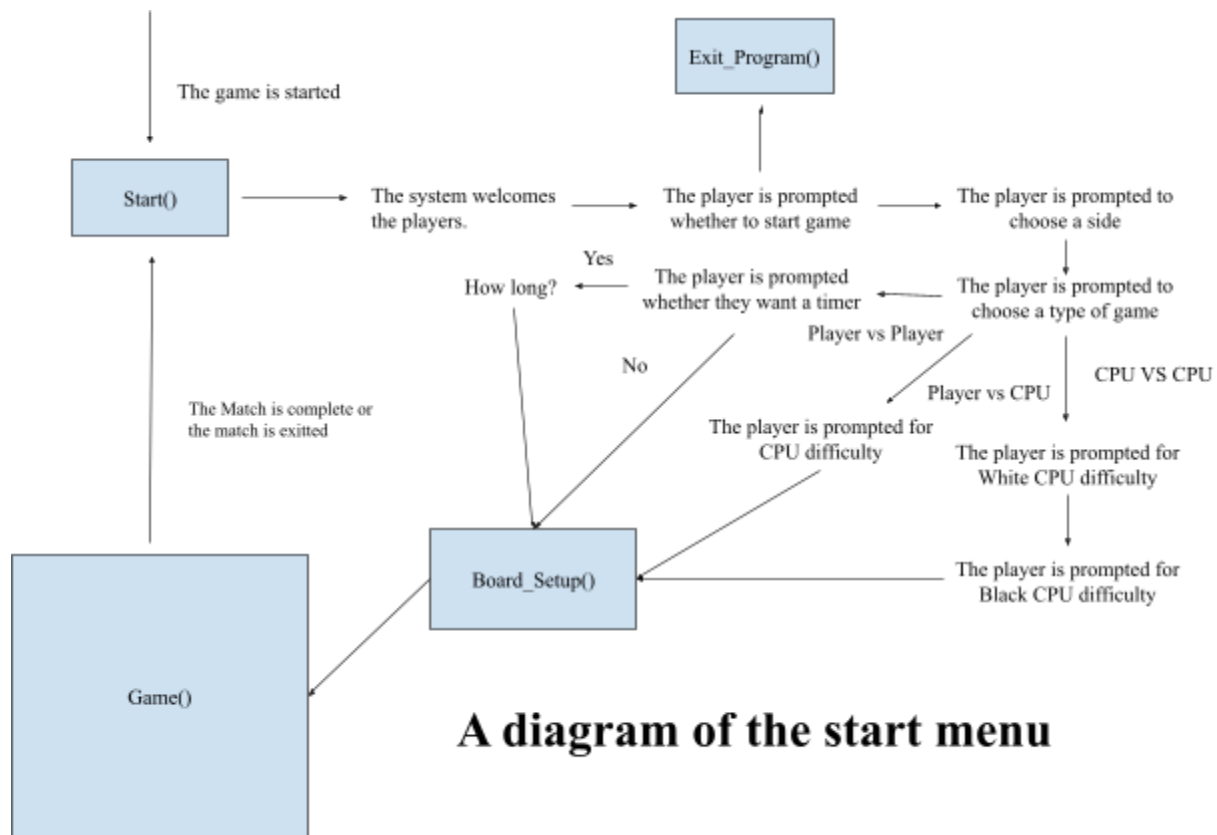 The game is started
Exit_Program()
Start()
The system welcomes
the players.
The player is prompted
whether to start game
The player is prompted to
choose a side
Yes
How long?
The player is prompted
whether they want a timer
The player is prompted to
choose a type of game
Player vs Player
No
Player vs CPU
CPU VS CPU
The Match is complete or
the match is exitted
The player is prompted for
CPU difficulty
The player is prompted for
White CPU difficulty
Board_Setup()
The player is prompted for
Black CPU difficulty
Game()
A diagram of the start menu